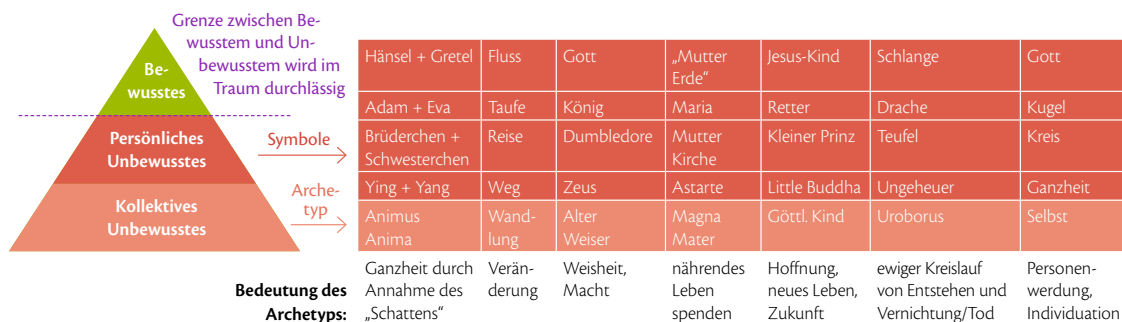 Grenze zwischen Be-
wusstem und Un-
bewusstem wird im
Traum durchlässig
Be-
wusstes
Persönliches
Unbewusstes
Kollektives
Unbewusstes
Symbole
Arche-
typ
Hänsel + Gretel Fluss Gott „Mutter Erde“ Jesus-Kind Schlange Gott
Adam + Eva Taufe König Maria Retter Drache Kugel
Brüderchen + Schwesterchen Reise Dumbledore Mutter Kirche Kleiner Prinz Teufel Kreis
Ying + Yang Weg Zeus Astarte Little Buddha Ungeheuer Ganzheit
Animus Anima Wand-lung Alter Weiser Magna Mater Göttl. Kind Uroborus Selbst
Bedeutung des
Archetyps:
Ganzheit durch
Annahme des
„Schattens“
Verän-
derung
Weisheit,
Macht
nährendes
Leben
spenden
Hoffnung,
neues Leben,
Zukunft
ewiger Kreislauf
von Entstehen und
Vernichtung/Tod
Personen-
werdung,
Individuation